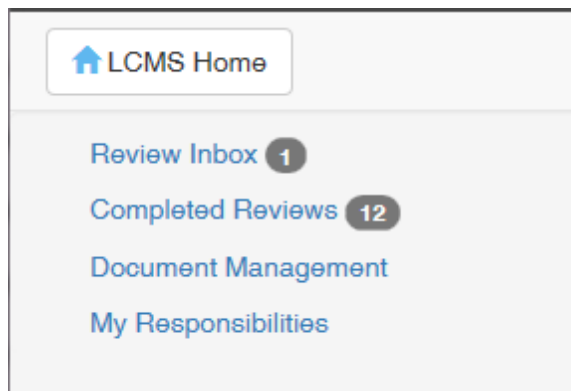 LCMS Home
Review Inbox 1
Completed Reviews 12
Document Management
My Responsibilities